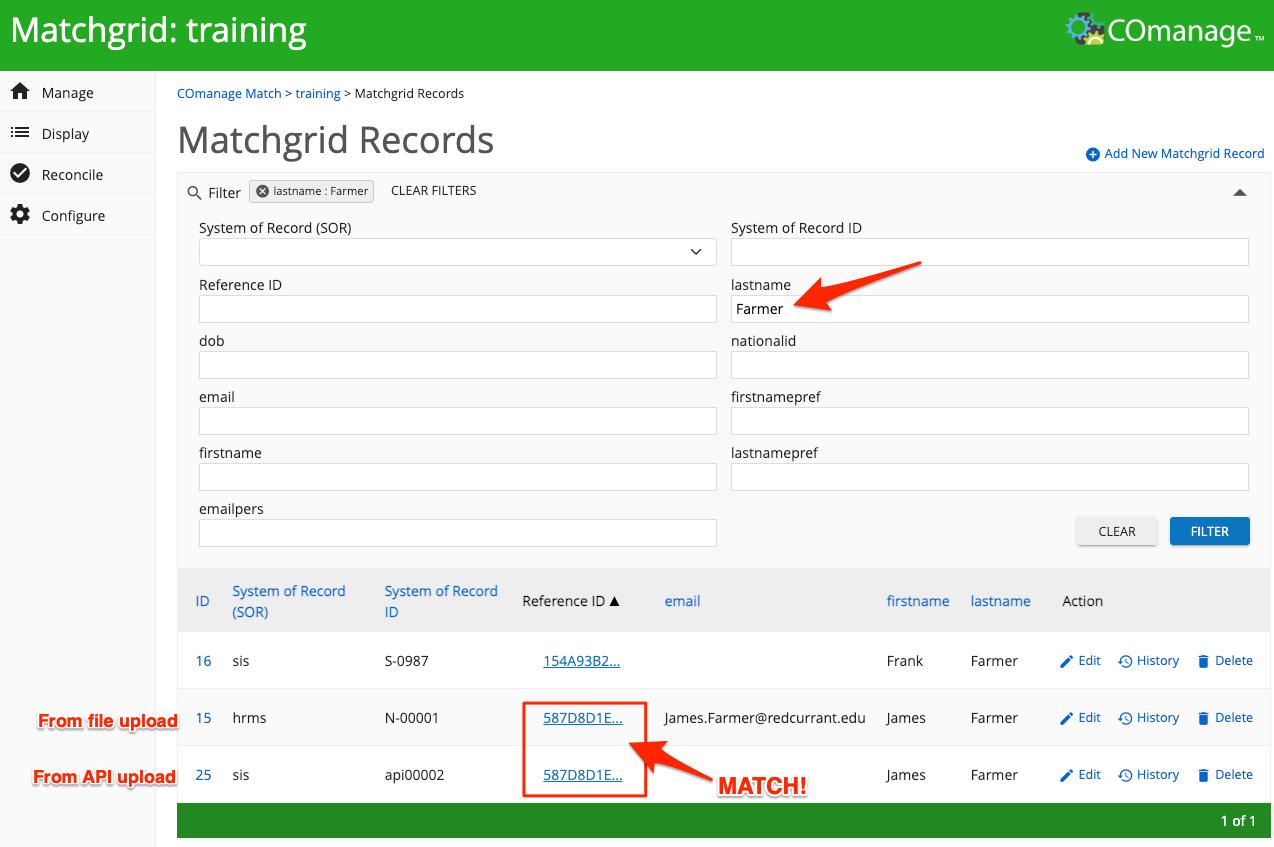 Matchgrid: training
COmanage™
Manage
Display
Reconcile
Configure
COmanage Match > training > Matchgrid Records
Matchgrid Records
Add New Matchgrid Record
Filter lastname : Farmer CLEAR FILTERS
System of Record (SOR) System of Record ID
Reference ID lastname
Farmer
dob nationalid
email firstnamepref
firstname lastnamepref
emailpers
CLEAR FILTER
ID System of Record (SOR) System of Record ID Reference ID ▲ email firstname lastname Action
16 sis S-0987 154A93B2... Frank Farmer Edit History Delete
From file upload 15 hrms N-00001 587D8D1E... James.Farmer@redcurrant.edu James Farmer Edit History Delete
From API upload 25 sis api00002 587D8D1E... James Farmer Edit History Delete
MATCH!
1 of 1